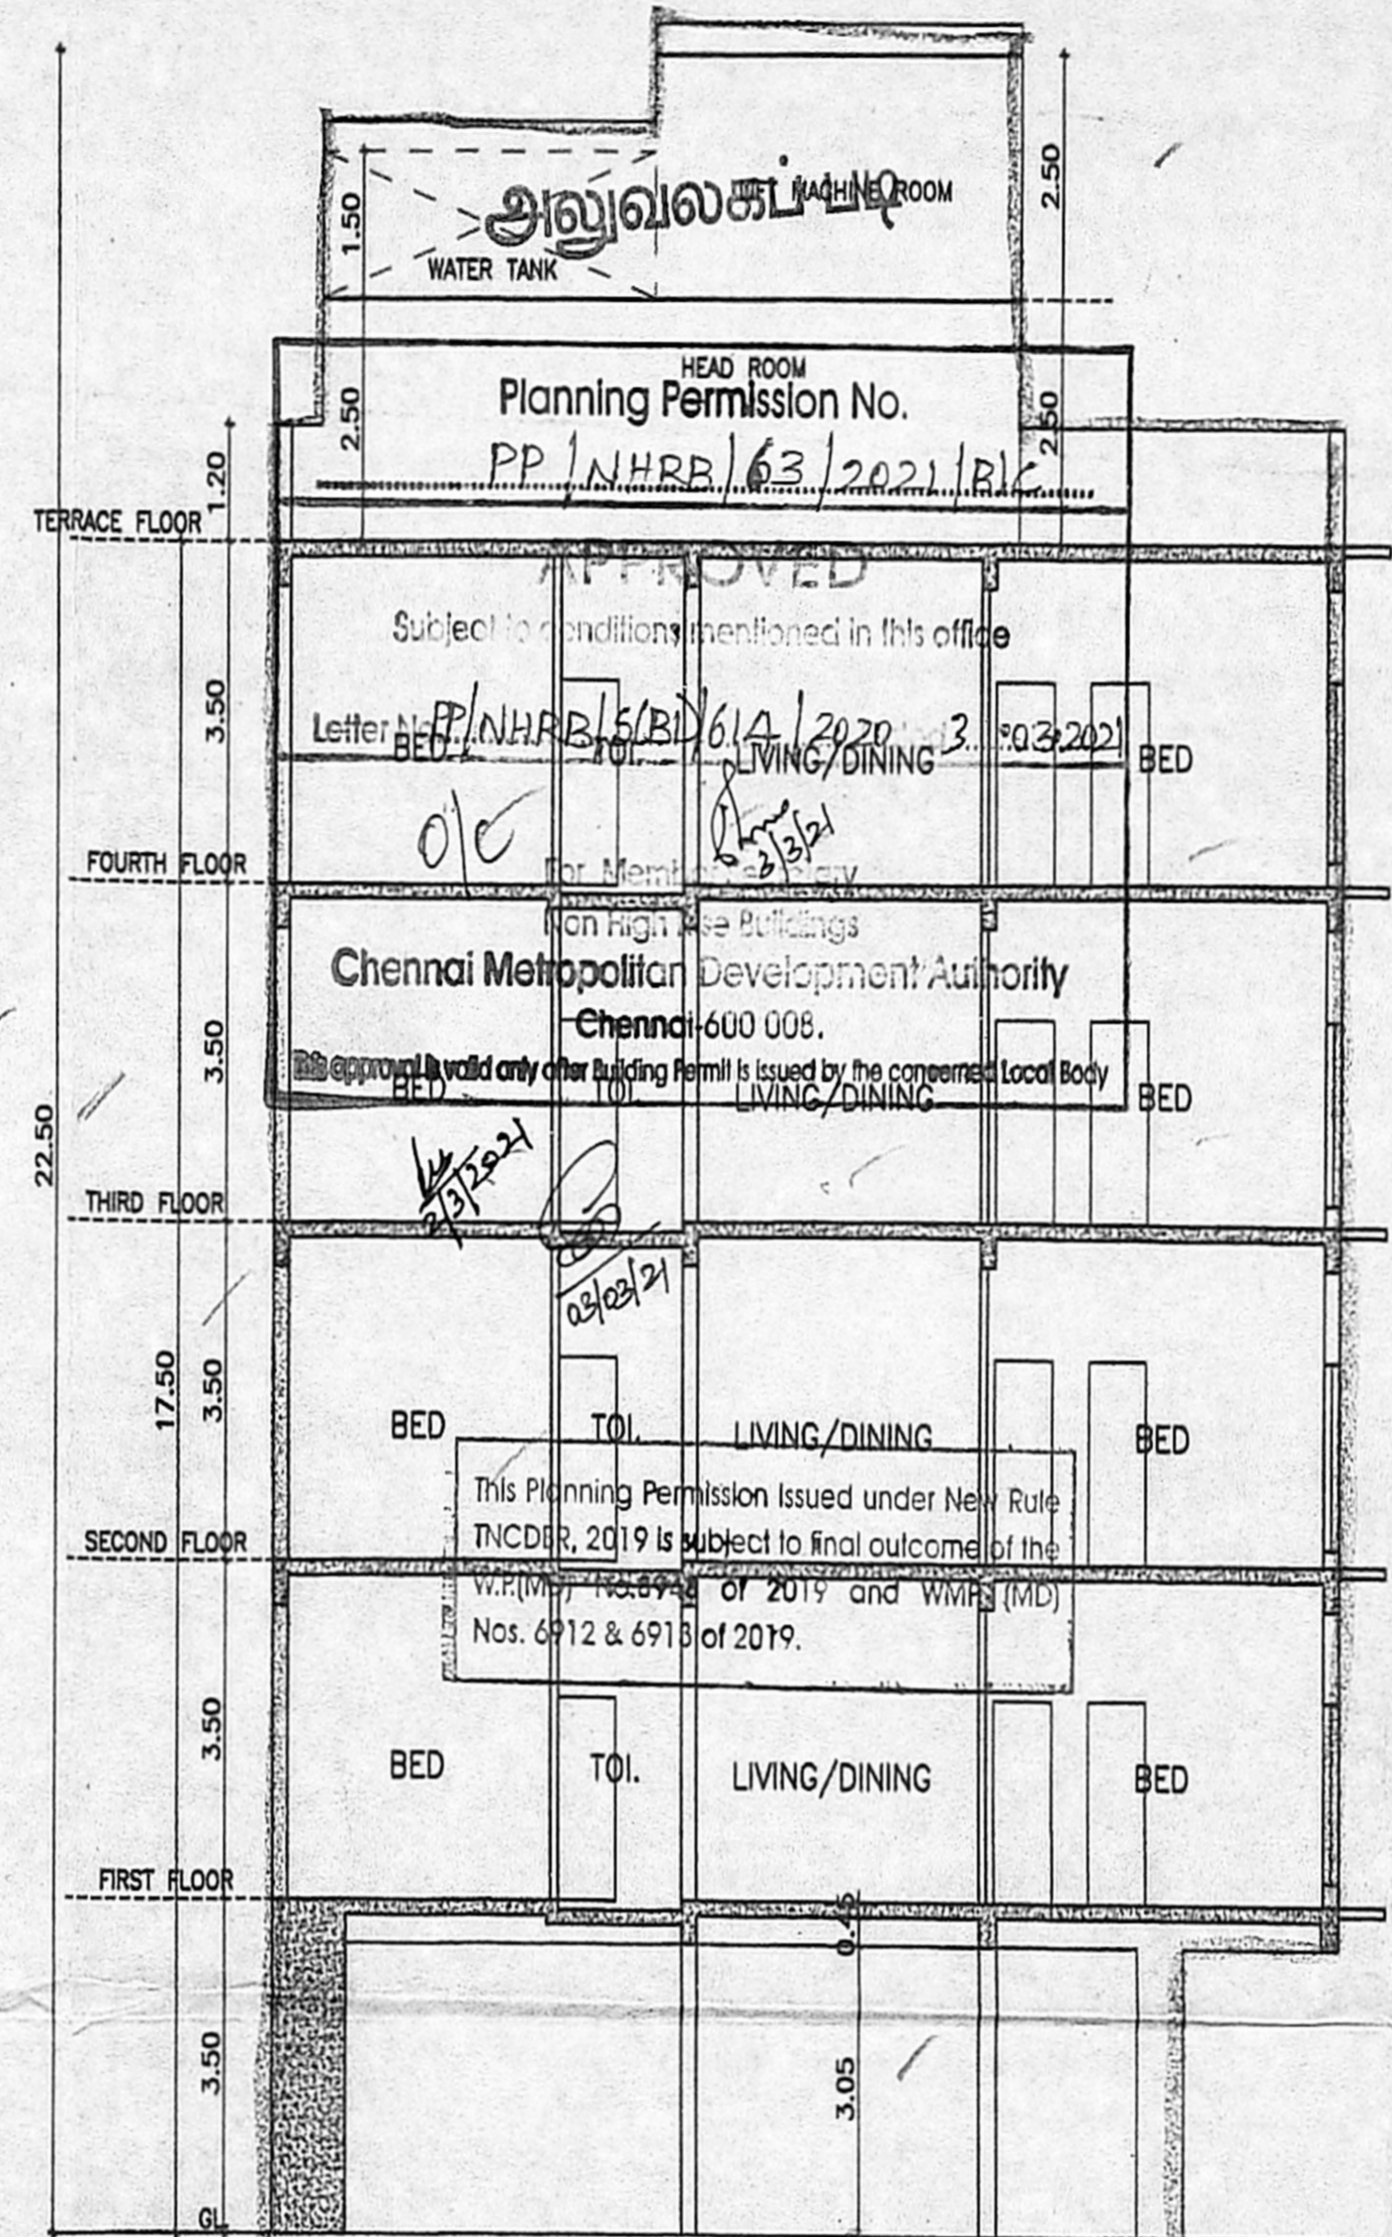 2.50
1.50
அலுவலகப் படி
LIFT MACHINE ROOM
WATER TANK
HEAD ROOM
Planning Permission No.
PP/NHRB/63/2021/B/C
2.50
2.50
1.20
TERRACE FLOOR
APPROVED
Subject to conditions mentioned in this office
Letter No. PP/NHRB/S(B1)/614/2020 3.03.2021
BED TOI. LIVING/DINING BED
3.50
O/C
3/3/21
FOURTH FLOOR
For Member Secretary
Non High Rise Buildings
Chennai Metropolitan Development Authority
Chennai-600 008.
This approval is valid only after Building Permit is issued by the concerned Local Body
BED TOI. LIVING/DINING BED
3.50
22.50
2/3/2021
THIRD FLOOR
03/03/21
17.50
3.50
BED TOI. LIVING/DINING BED
This Planning Permission Issued under New Rule
TNCDBR, 2019 is subject to final outcome of the
W.P.(MD) of 2019 and WMP (MD)
Nos. 6912 & 6913 of 2019.
SECOND FLOOR
3.50
BED TOI. LIVING/DINING BED
FIRST FLOOR
0.45
3.50
3.05
GL